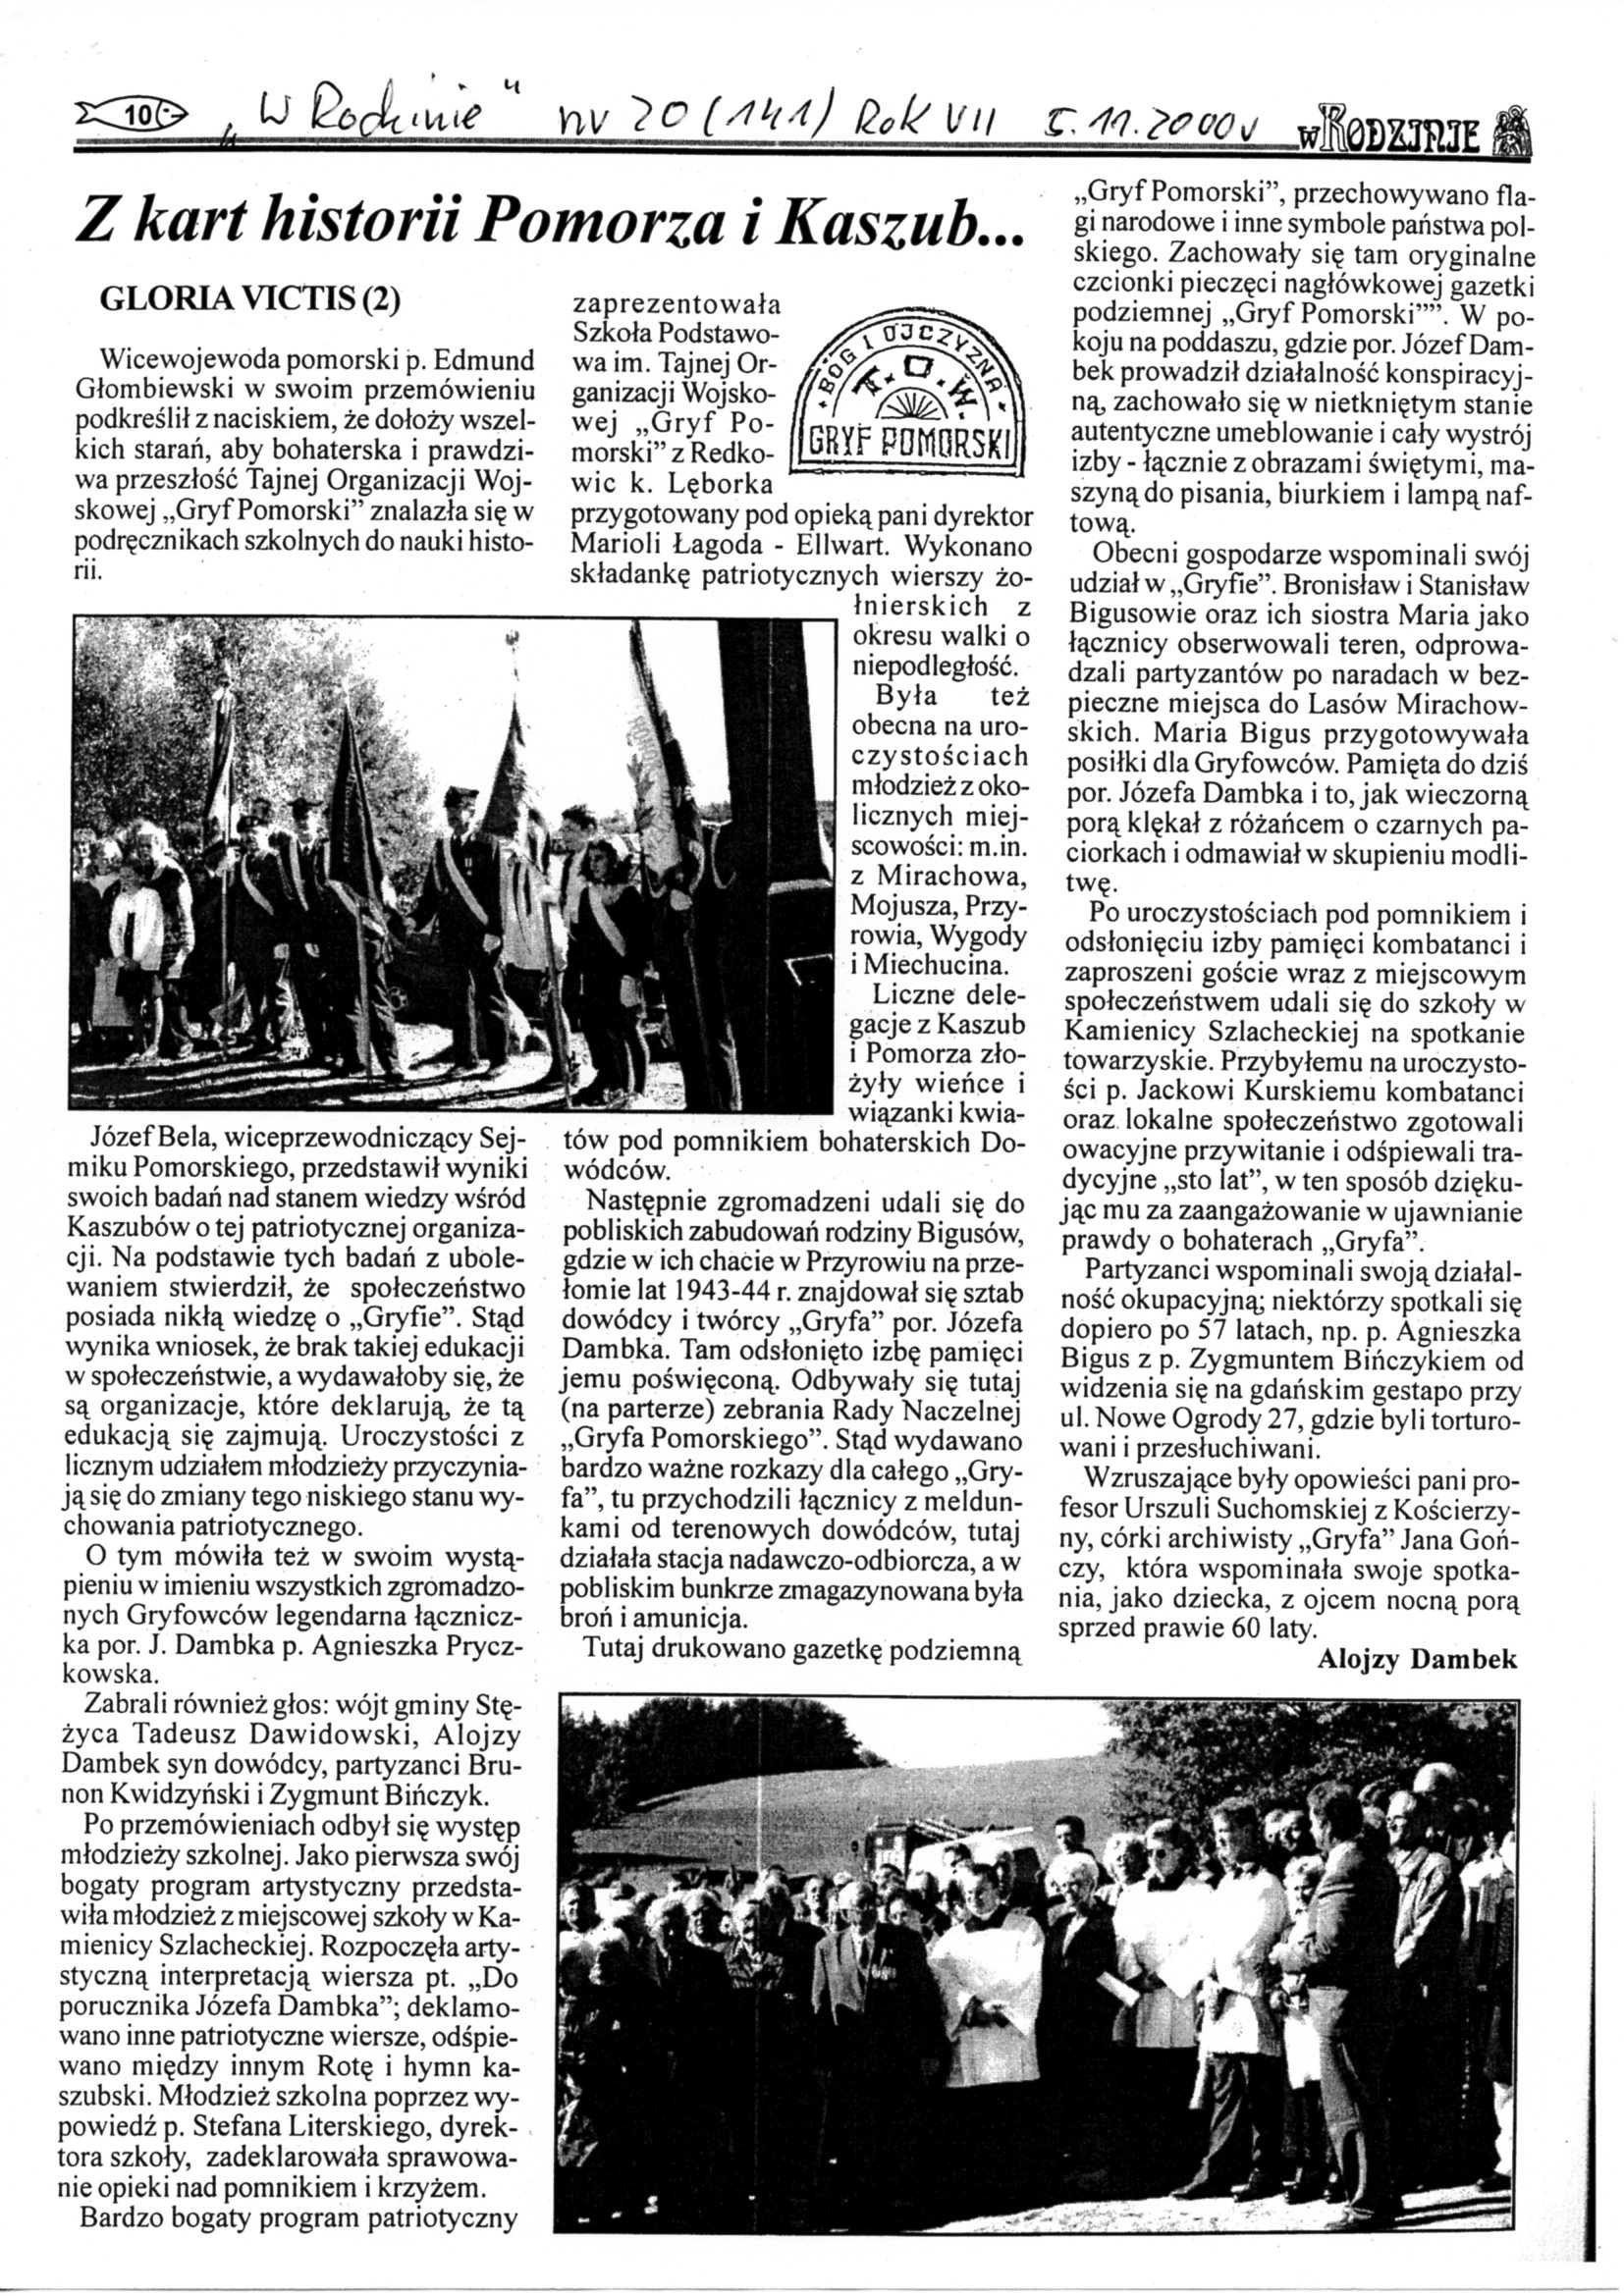 10
„W Rodzinie" nr 20 (141) Rok VII 5.11.2000r
wRODZINIE
Z kart historii Pomorza i Kaszub...
GLORIA VICTIS (2)
Wicewojewoda pomorski p. Edmund
Głombiewski w swoim przemówieniu
podkreślił z naciskiem, że dołoży wszel-
kich starań, aby bohaterska i prawdzi-
wa przeszłość Tajnej Organizacji Woj-
skowej „Gryf Pomorski” znalazła się w
podręcznikach szkolnych do nauki histo-
rii.
Józef Bela, wiceprzewodniczący Sej-
miku Pomorskiego, przedstawił wyniki
swoich badań nad stanem wiedzy wśród
Kaszubów o tej patriotycznej organiza-
cji. Na podstawie tych badań z ubole-
waniem stwierdził, że społeczeństwo
posiada nikłą wiedzę o „Gryfie”. Stąd
wynika wniosek, że brak takiej edukacji
w społeczeństwie, a wydawałoby się, że
są organizacje, które deklarują, że tą
edukacją się zajmują. Uroczystości z
licznym udziałem młodzieży przyczynia-
ją się do zmiany tego niskiego stanu wy-
chowania patriotycznego.
O tym mówiła też w swoim wystą-
pieniu w imieniu wszystkich zgromadzo-
nych Gryfowców legendarna łącznicz-
ka por. J. Dambka p. Agnieszka Prycz-
kowska.
Zabrali również głos: wójt gminy Stę-
życa Tadeusz Dawidowski, Alojzy
Dambek syn dowódcy, partyzanci Bru-
non Kwidzyński i Zygmunt Bińczyk.
Po przemówieniach odbył się występ
młodzieży szkolnej. Jako pierwsza swój
bogaty program artystyczny przedsta-
wiła młodzież z miejscowej szkoły w Ka-
mienicy Szlacheckiej. Rozpoczęła arty-
styczną interpretacją wiersza pt. „Do
porucznika Józefa Dambka”; deklamo-
wano inne patriotyczne wiersze, odśpie-
wano między innym Rotę i hymn ka-
szubski. Młodzież szkolna poprzez wy-
powiedź p. Stefana Literskiego, dyrek-
tora szkoły, zadeklarowała sprawowa-
nie opieki nad pomnikiem i krzyżem.
Bardzo bogaty program patriotyczny
zaprezentowała
Szkoła Podstawo-
wa im. Tajnej Or-
ganizacji Wojsko-
wej „Gryf Po-
morski” z Redko-
wic k. Lęborka
przygotowany pod opieką pani dyrektor
Marioli Łagoda - Ellwart. Wykonano
składankę patriotycznych wierszy żo-
łnierskich z
okresu walki o
niepodległość.
Była też
obecna na uro-
czystościach
młodzież z oko-
licznych miej-
scowości: m.in.
z Mirachowa,
Mojusza, Przy-
rowia, Wygody
i Miechucina.
Liczne dele-
gacje z Kaszub
i Pomorza zło-
żyły wieńce i
wiązanki kwia-
tów pod pomnikiem bohaterskich Do-
wódców.
Następnie zgromadzeni udali się do
pobliskich zabudowań rodziny Bigusów,
gdzie w ich chacie w Przyrowiu na prze-
łomie lat 1943-44 r. znajdował się sztab
dowódcy i twórcy „Gryfa” por. Józefa
Dambka. Tam odsłonięto izbę pamięci
jemu poświęconą. Odbywały się tutaj
(na parterze) zebrania Rady Naczelnej
„Gryfa Pomorskiego”. Stąd wydawano
bardzo ważne rozkazy dla całego „Gry-
fa”, tu przychodzili łącznicy z meldun-
kami od terenowych dowódców, tutaj
działała stacja nadawczo-odbiorcza, a w
pobliskim bunkrze zmagazynowana była
broń i amunicja.
Tutaj drukowano gazetkę podziemną
BÓG I OJCZYZNA
T.O.W.
GRYF POMORSKI
„Gryf Pomorski”, przechowywano fla-
gi narodowe i inne symbole państwa pol-
skiego. Zachowały się tam oryginalne
czcionki pieczęci nagłówkowej gazetki
podziemnej „Gryf Pomorski””. W po-
koju na poddaszu, gdzie por. Józef Dam-
bek prowadził działalność konspiracyj-
ną, zachowało się w nietkniętym stanie
autentyczne umeblowanie i cały wystrój
izby - łącznie z obrazami świętymi, ma-
szyną do pisania, biurkiem i lampą naf-
tową.
Obecni gospodarze wspominali swój
udział w „Gryfie”. Bronisław i Stanisław
Bigusowie oraz ich siostra Maria jako
łącznicy obserwowali teren, odprowa-
dzali partyzantów po naradach w bez-
pieczne miejsca do Lasów Mirachow-
skich. Maria Bigus przygotowywała
posiłki dla Gryfowców. Pamięta do dziś
por. Józefa Dambka i to, jak wieczorną
porą klękał z różańcem o czarnych pa-
ciorkach i odmawiał w skupieniu modli-
twę.
Po uroczystościach pod pomnikiem i
odsłonięciu izby pamięci kombatanci i
zaproszeni goście wraz z miejscowym
społeczeństwem udali się do szkoły w
Kamienicy Szlacheckiej na spotkanie
towarzyskie. Przybyłemu na uroczysto-
ści p. Jackowi Kurskiemu kombatanci
oraz lokalne społeczeństwo zgotowali
owacyjne przywitanie i odśpiewali tra-
dycyjne „sto lat”, w ten sposób dzięku-
jąc mu za zaangażowanie w ujawnianie
prawdy o bohaterach „Gryfa”.
Partyzanci wspominali swoją działal-
ność okupacyjną; niektórzy spotkali się
dopiero po 57 latach, np. p. Agnieszka
Bigus z p. Zygmuntem Bińczykiem od
widzenia się na gdańskim gestapo przy
ul. Nowe Ogrody 27, gdzie byli torturo-
wani i przesłuchiwani.
Wzruszające były opowieści pani pro-
fesor Urszuli Suchomskiej z Kościerzy-
ny, córki archiwisty „Gryfa” Jana Goń-
czy, która wspominała swoje spotka-
nia, jako dziecka, z ojcem nocną porą
sprzed prawie 60 laty.
Alojzy Dambek